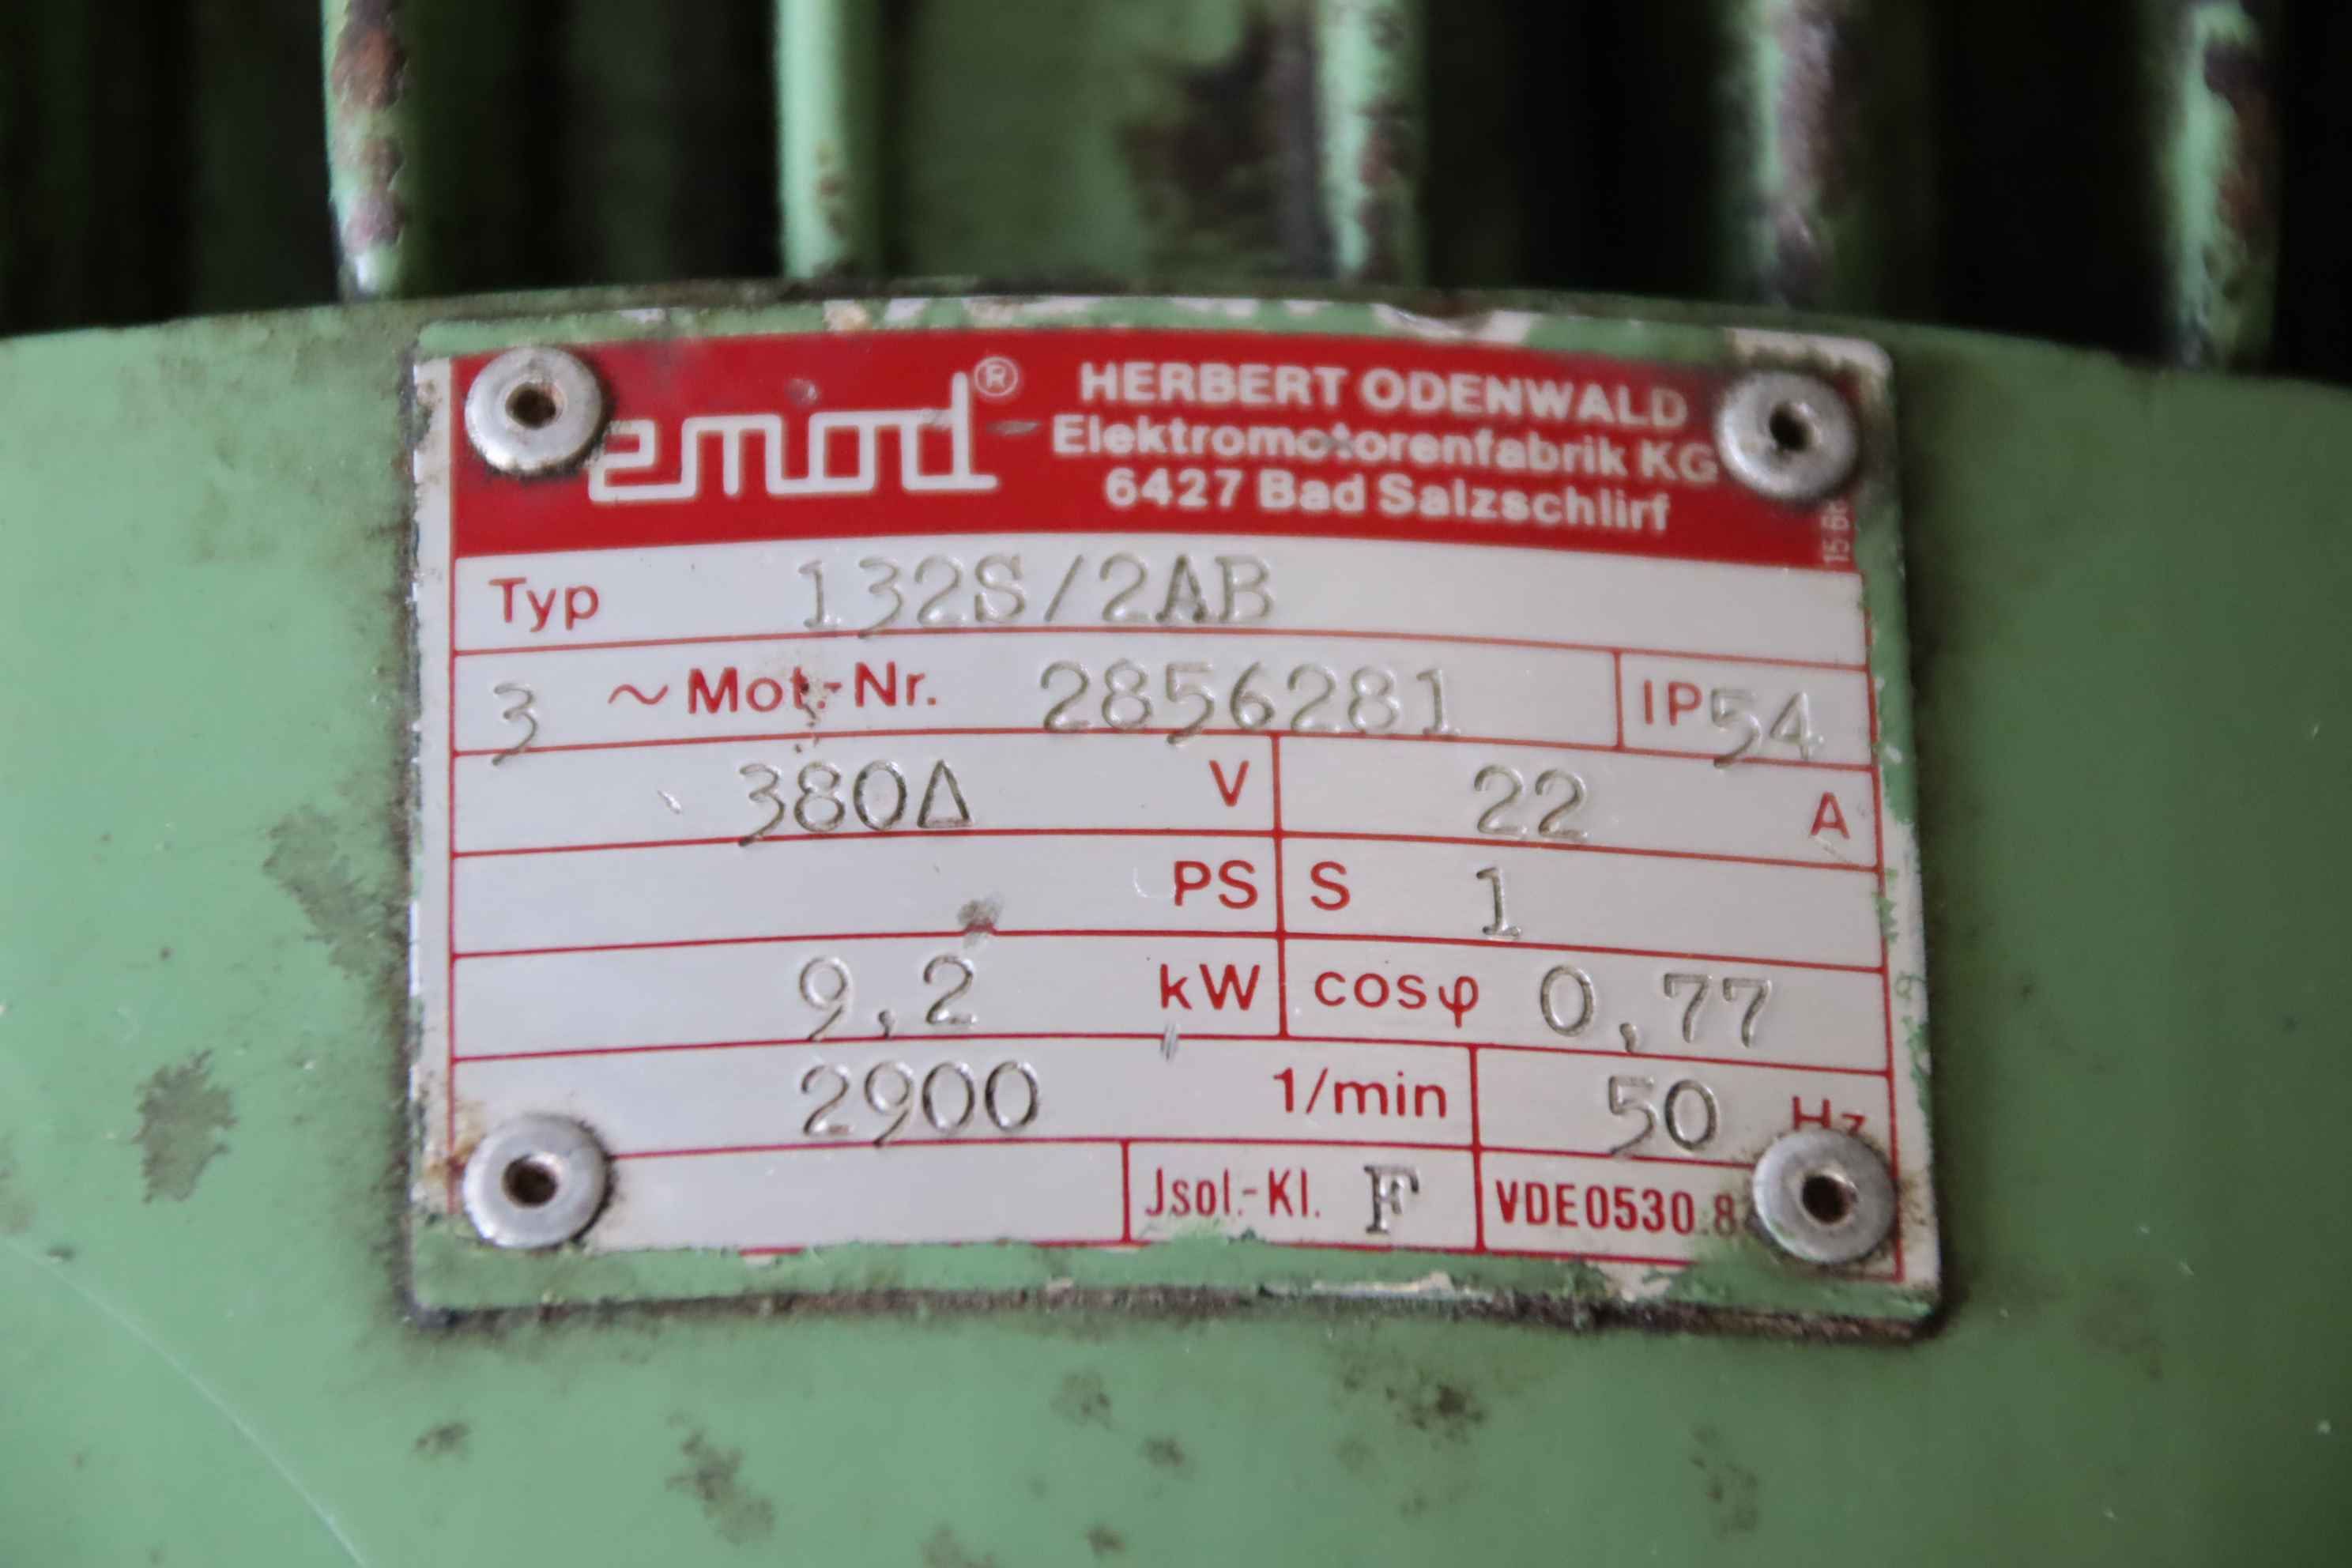 emod® HERBERT ODENWALD
Elektromotorenfabrik KG
6427 Bad Salzschlirf
Typ 132S/2AB
3 ~ Mot.-Nr. 2856281 IP54
380Δ V 22 A
PS S 1
9,2 kW cosφ 0,77
2900 1/min 50 Hz
Jsol.-Kl. F VDE0530